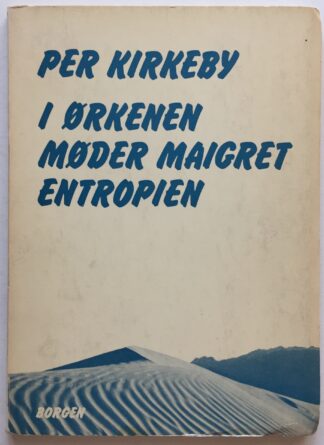 PER KIRKEBY
I ØRKENEN
MØDER MAIGRET
ENTROPIEN
BORGEN